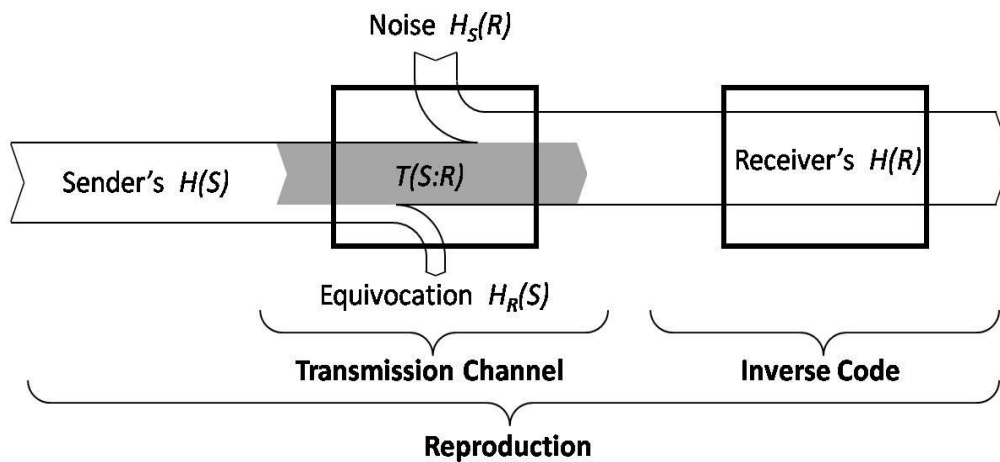 Noise H_S(R)
Sender's H(S)
T(S:R)
Receiver's H(R)
Equivocation H_R(S)
Transmission Channel
Inverse Code
Reproduction